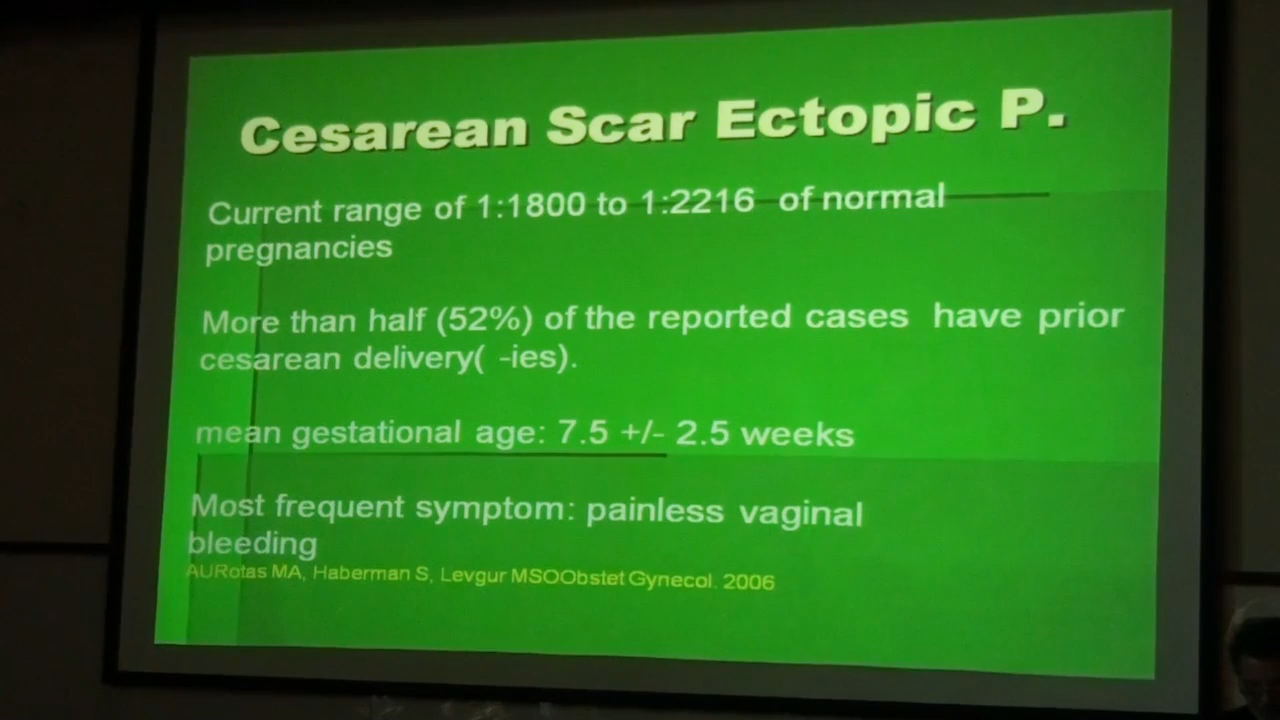 Cesarean Scar Ectopic P.
Current range of 1:1800 to 1:2216 of normal
pregnancies
More than half (52%) of the reported cases have prior
cesarean delivery( -ies).
mean gestational age: 7.5 +/- 2.5 weeks
Most frequent symptom: painless vaginal
bleeding
AURotas MA, Haberman S, Levgur MSOObstet Gynecol. 2006